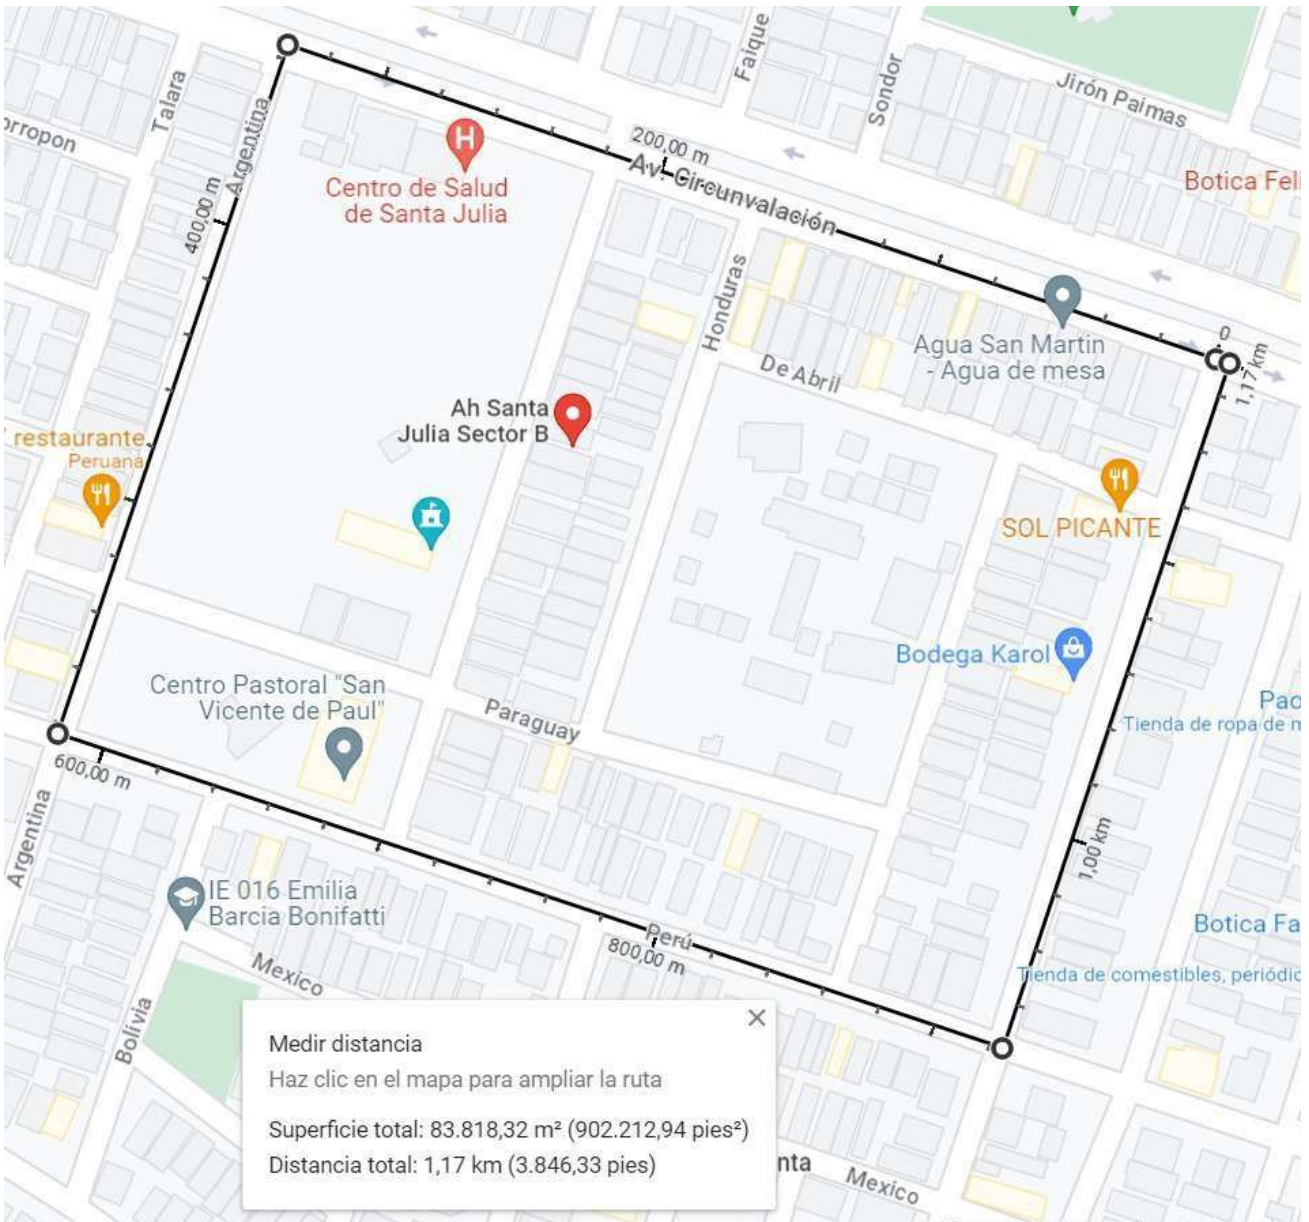 Faique
Sondor
Jirón Paimas
Talara
orropon
Argentina
200,00 m
Av. Circunvalación
Botica Feli
Centro de Salud
de Santa Julia
400,00 m
Honduras
Agua San Martin
- Agua de mesa
0
1,17 km
De Abril
Ah Santa
Julia Sector B
restaurante
Peruana
SOL PICANTE
Bodega Karol
Centro Pastoral "San
Vicente de Paul"
Paraguay
Pao
Tienda de ropa de m
600,00 m
Argentina
1,00 km
IE 016 Emilia
Barcia Bonifatti
Perú
800,00 m
Botica Fa
Mexico
Tienda de comestibles, periódic
Bolivia
Medir distancia
Haz clic en el mapa para ampliar la ruta
Superficie total: 83.818,32 m² (902.212,94 pies²)
Distancia total: 1,17 km (3.846,33 pies)
nta
Mexico